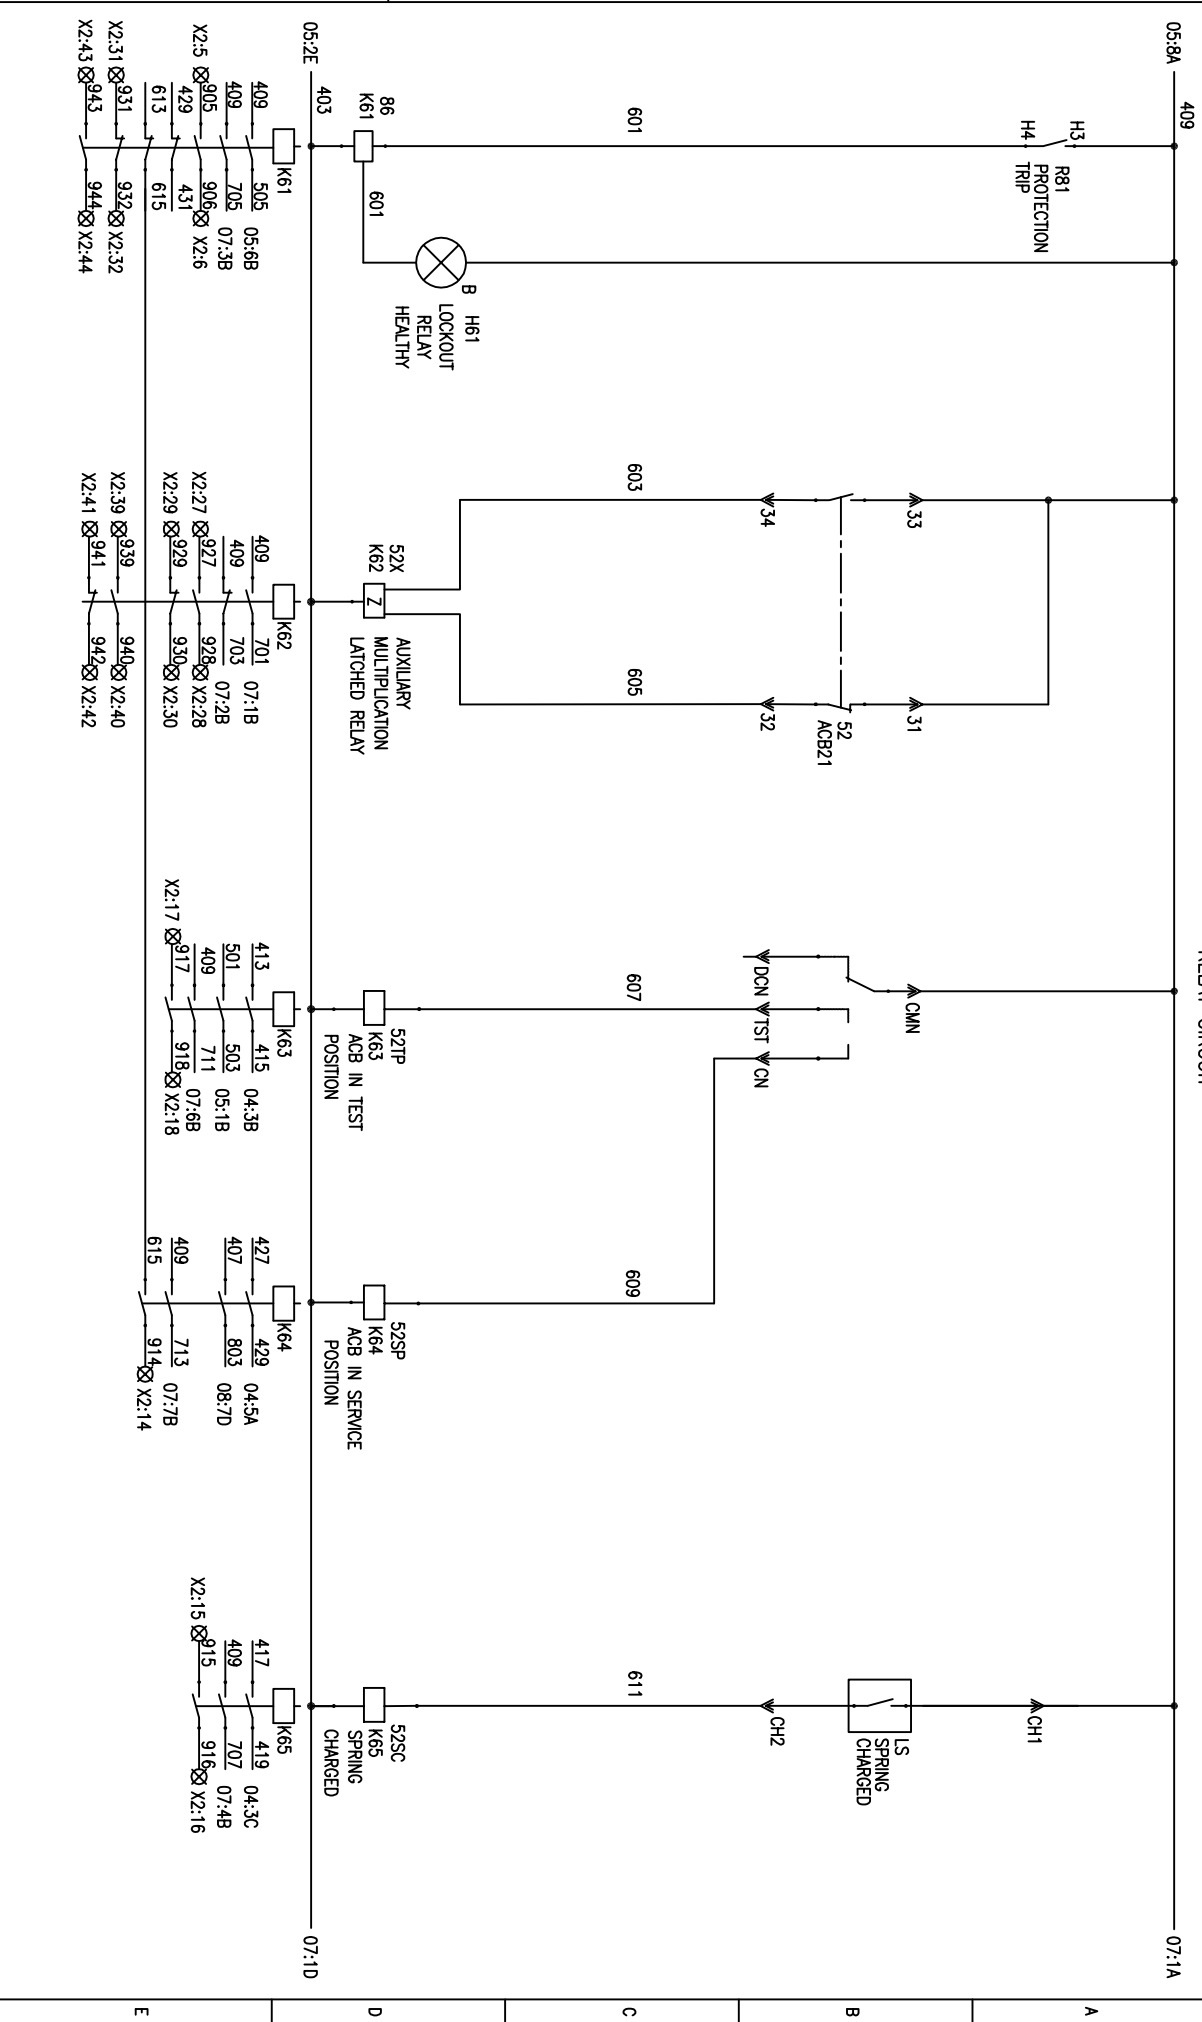 05:8A
409
07:1A
H3
H4
R81
PROTECTION
TRIP
601
86
K61
601
B
H61
LOCKOUT
RELAY
HEALTHY
33
34
603
31
32
605
52
ACB21
52X
K62
Z
AUXILIARY
MULTIPLICATION
LATCHED RELAY
CMN
DCN
TST
CN
607
52TP
K63
ACB IN TEST
POSITION
609
52SP
K64
ACB IN SERVICE
POSITION
CH1
LS
SPRING
CHARGED
CH2
611
52SC
K65
SPRING
CHARGED
05:2E
403
07:1D
K61
409 505 05:6B
409 705 07:3B
X2:5 905 906 X2:6
429 431
613 615
X2:31 931 932 X2:32
X2:43 943 944 X2:44
K62
409 701 07:1B
409 703 07:2B
X2:27 927 928 X2:28
X2:29 929 930 X2:30
X2:39 939 940 X2:40
X2:41 941 942 X2:42
K63
413 415 04:3B
501 503 05:1B
409 711 07:6B
X2:17 917 918 X2:18
K64
427 429 04:5A
407 803 08:7D
409 713 07:7B
615 914 X2:14
K65
417 419 04:3C
409 707 07:4B
X2:15 915 916 X2:16
A
B
C
D
E